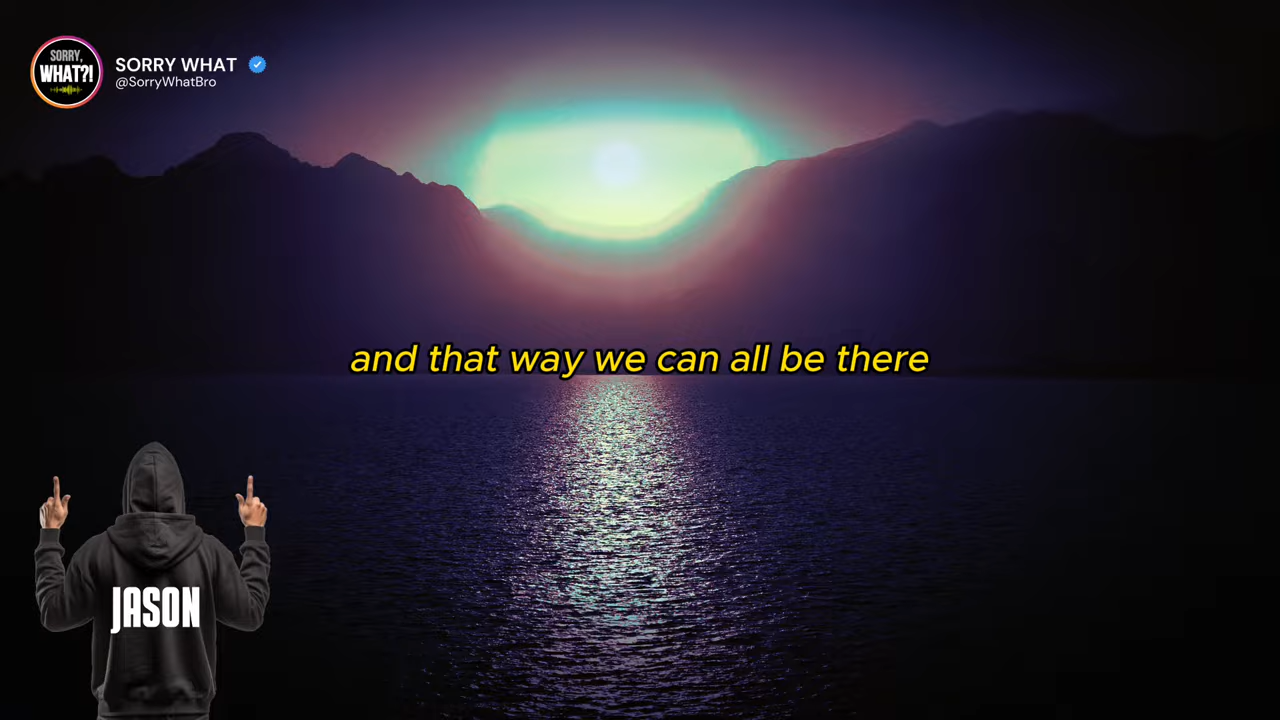 SORRY,
WHAT?!
SORRY WHAT
@SorryWhatBro
and that way we can all be there
JASON